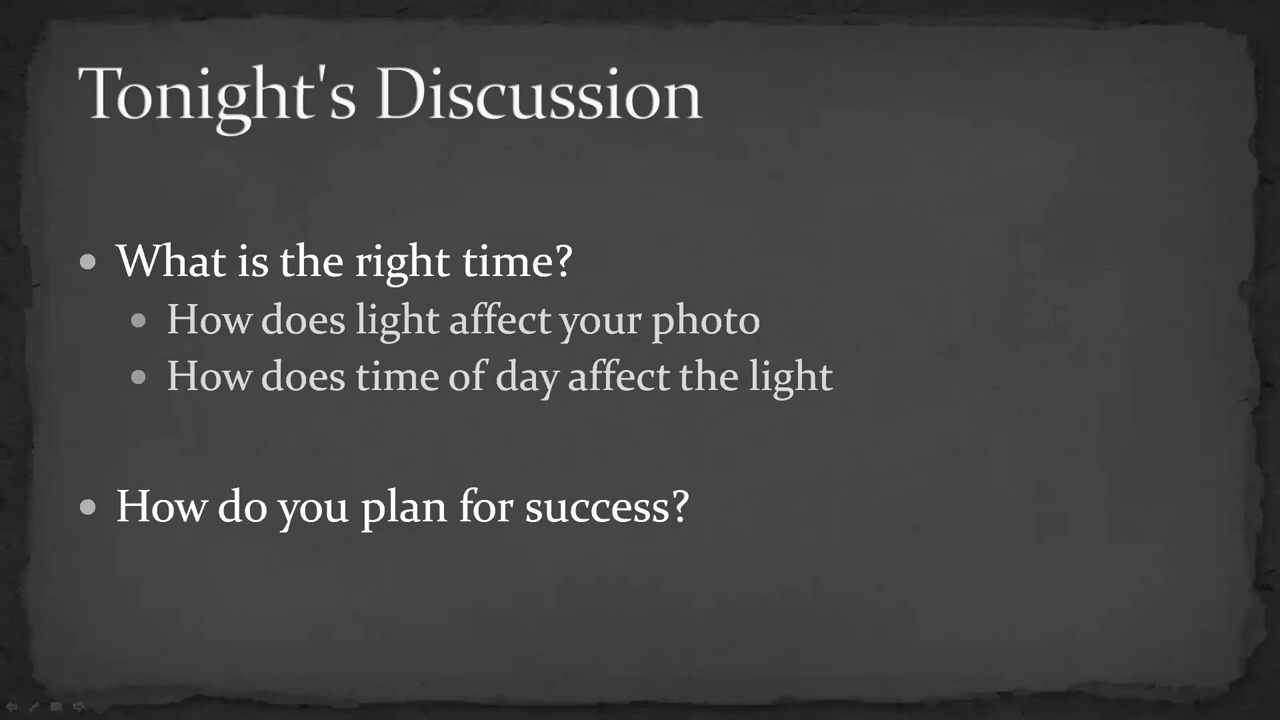 Tonight's Discussion
• What is the right time?
• How does light affect your photo
• How does time of day affect the light
• How do you plan for success?